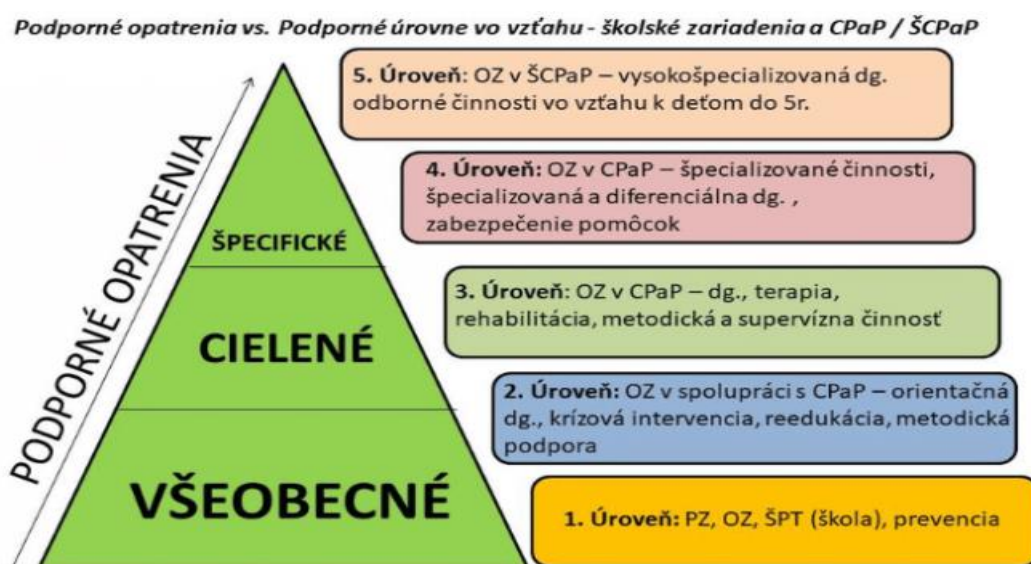 Podporné opatrenia vs. Podporné úrovne vo vzťahu - školské zariadenia a CPaP / ŠCPaP
PODPORNÉ OPATRENIA
ŠPECIFICKÉ
CIELENÉ
VŠEOBECNÉ
5. Úroveň: OZ v ŠCPaP – vysokošpecializovaná dg.
odborné činnosti vo vzťahu k deťom do 5r.
4. Úroveň: OZ v CPaP – špecializované činnosti,
špecializovaná a diferenciálna dg. ,
zabezpečenie pomôcok
3. Úroveň: OZ v CPaP – dg., terapia,
rehabilitácia, metodická a supervízna činnosť
2. Úroveň: OZ v spolupráci s CPaP – orientačná
dg., krízová intervencia, reedukácia, metodická
podpora
1. Úroveň: PZ, OZ, ŠPT (škola), prevencia